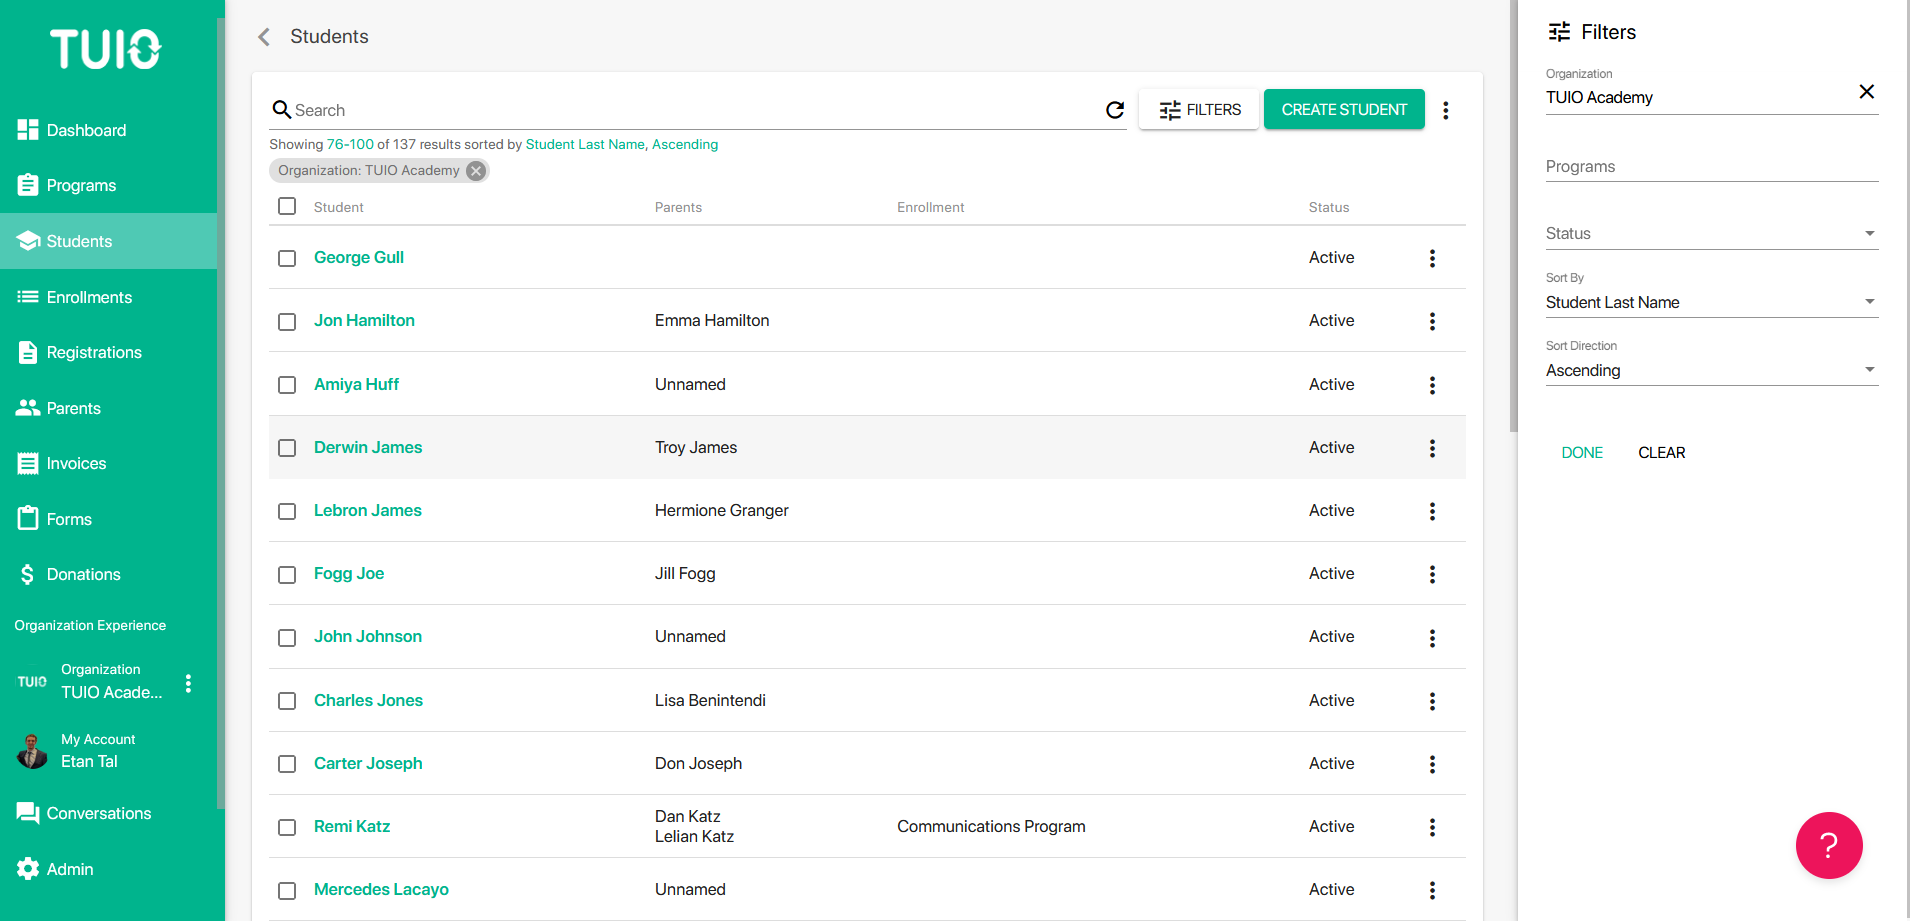 TUIO
Dashboard
Programs
Students
Enrollments
Registrations
Parents
Invoices
Forms
Donations
Organization Experience
TUIO
Organization
TUIO Acade...
My Account
Etan Tal
Conversations
Admin
Students
Search
FILTERS
CREATE STUDENT
Showing 76-100 of 137 results sorted by Student Last Name, Ascending
Organization: TUIO Academy
Student Parents Enrollment Status
George Gull Active
Jon Hamilton Emma Hamilton Active
Amiya Huff Unnamed Active
Derwin James Troy James Active
Lebron James Hermione Granger Active
Fogg Joe Jill Fogg Active
John Johnson Unnamed Active
Charles Jones Lisa Benintendi Active
Carter Joseph Don Joseph Active
Remi Katz Dan Katz Communications Program Active
Lelian Katz
Mercedes Lacayo Unnamed Active
Filters
Organization
TUIO Academy
Programs
Status
Sort By
Student Last Name
Sort Direction
Ascending
DONE CLEAR
?